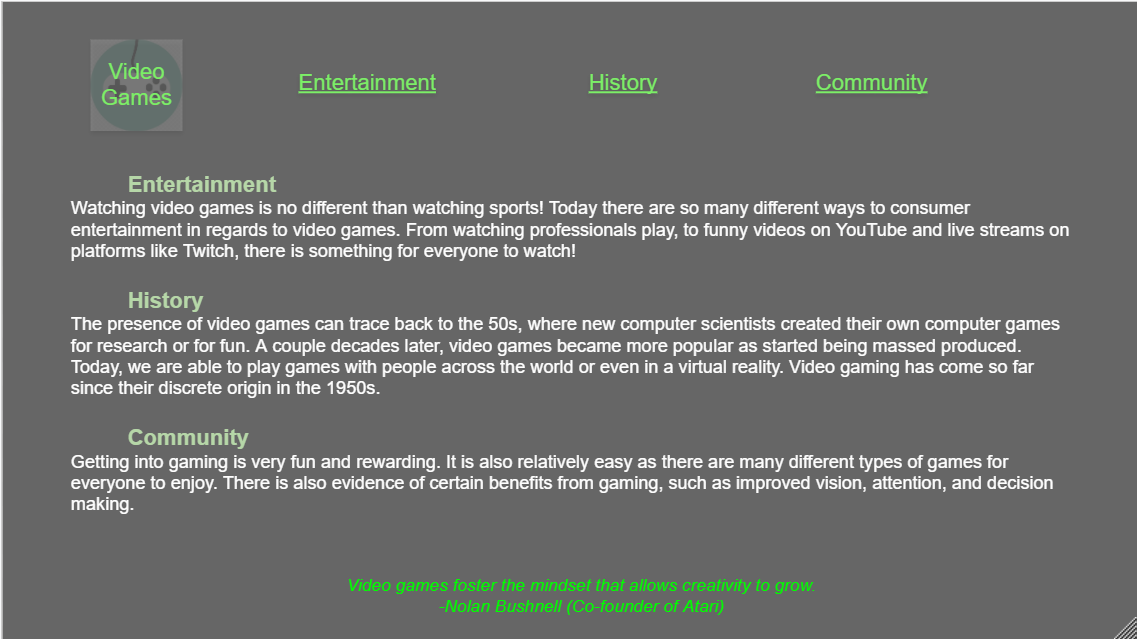 Video
Games
Entertainment
History
Community
Entertainment
Watching video games is no different than watching sports! Today there are so many different ways to consumer
entertainment in regards to video games. From watching professionals play, to funny videos on YouTube and live streams on
platforms like Twitch, there is something for everyone to watch!
History
The presence of video games can trace back to the 50s, where new computer scientists created their own computer games
for research or for fun. A couple decades later, video games became more popular as started being massed produced.
Today, we are able to play games with people across the world or even in a virtual reality. Video gaming has come so far
since their discrete origin in the 1950s.
Community
Getting into gaming is very fun and rewarding. It is also relatively easy as there are many different types of games for
everyone to enjoy. There is also evidence of certain benefits from gaming, such as improved vision, attention, and decision
making.
Video games foster the mindset that allows creativity to grow.
-Nolan Bushnell (Co-founder of Atari)